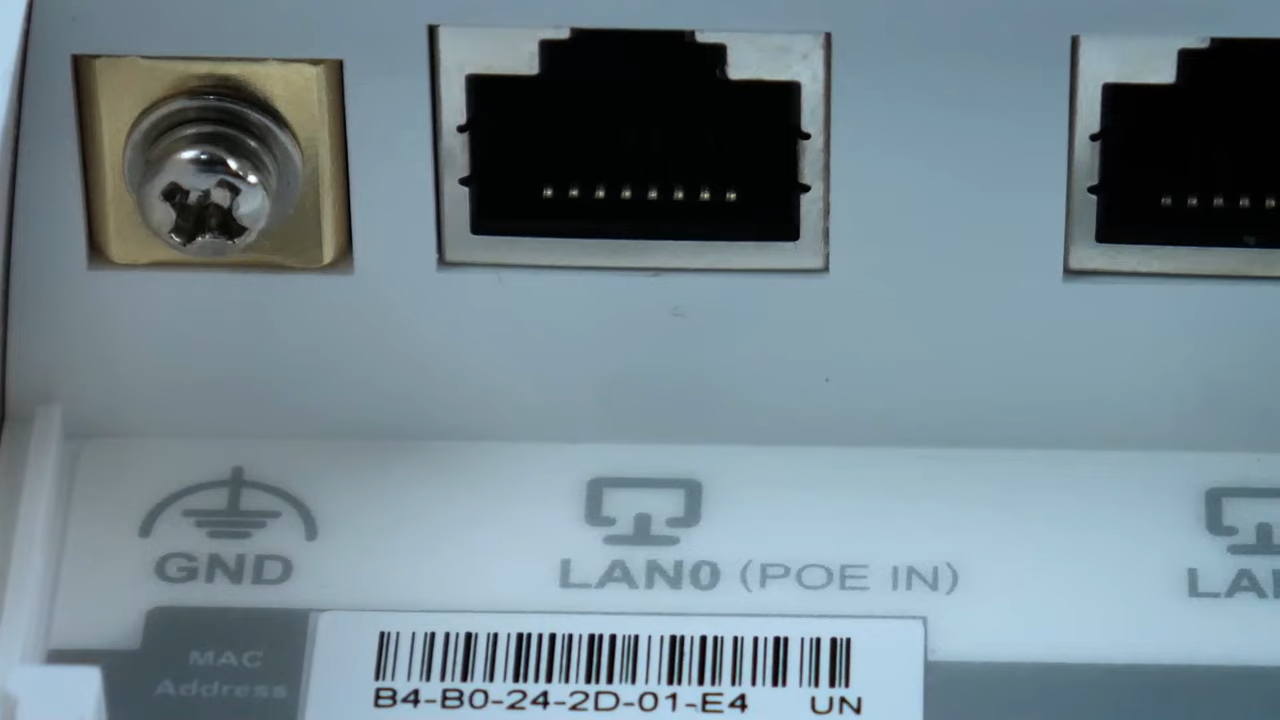 GND
LAN0 (POE IN)
MAC
Address
B4-B0-24-2D-01-E4 UN